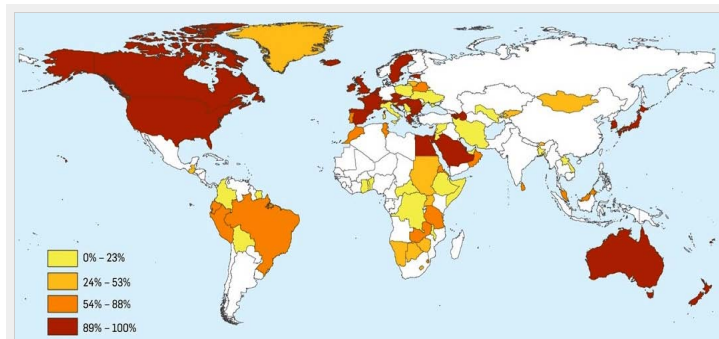 0% – 23%
24% – 53%
54% – 88%
89% – 100%